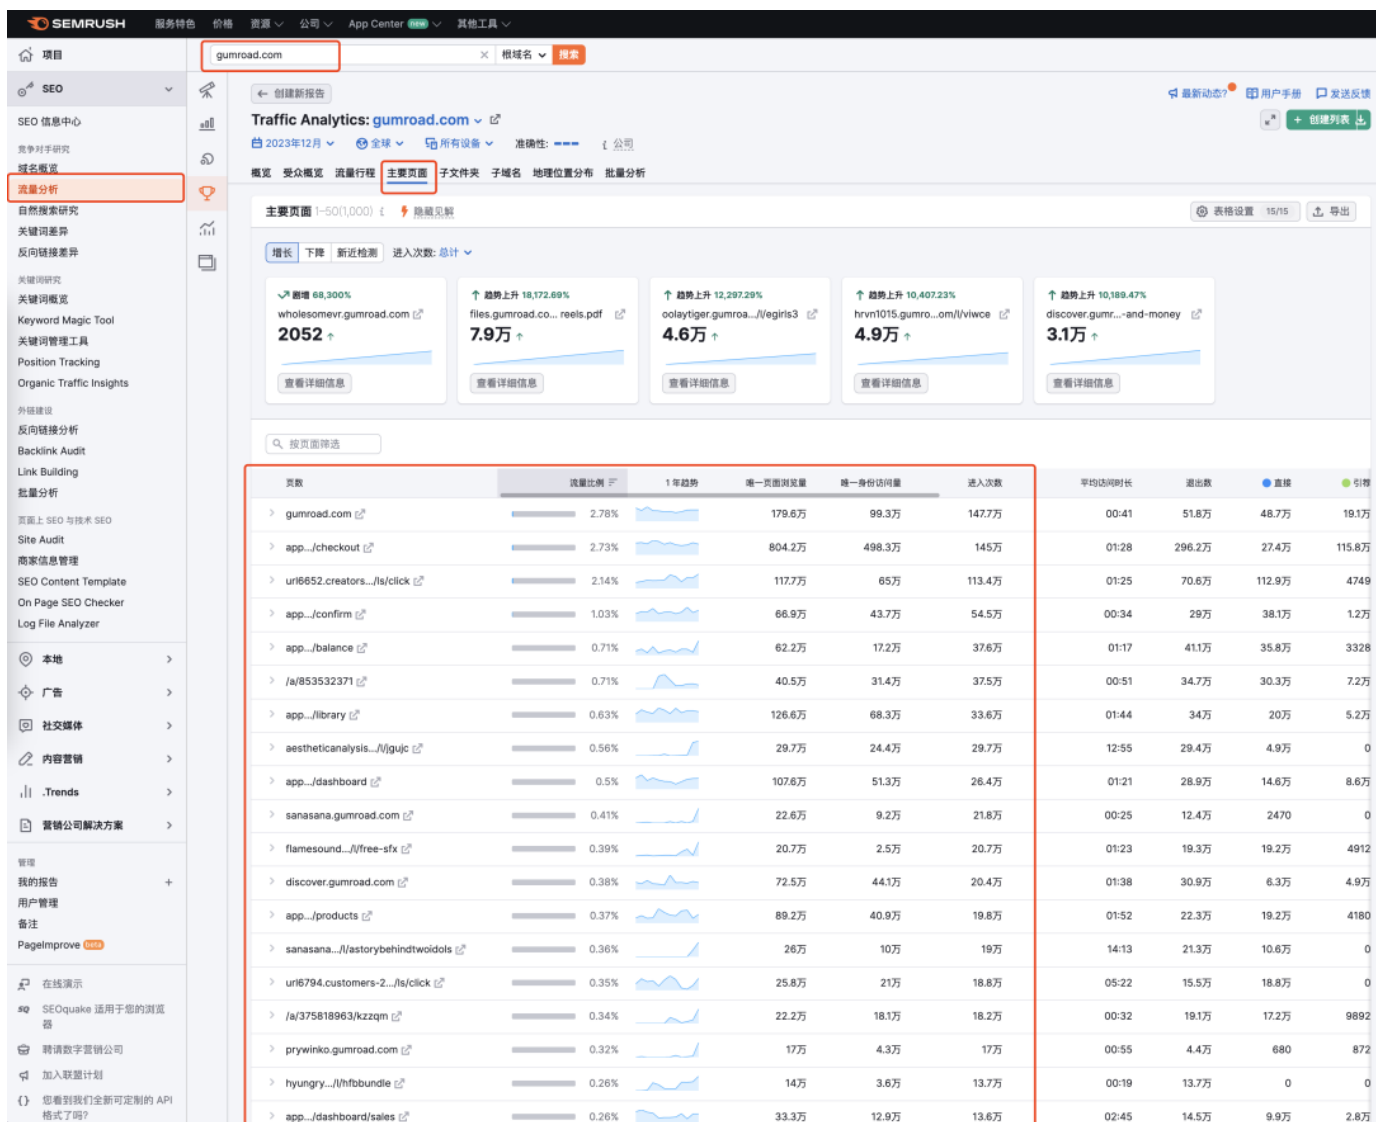 SEMRUSH 服务特色 价格 资源 公司 App Center new 其他工具
项目
gumroad.com × 根域名 搜索
SEO
← 创建新报告
最新动态? 用户手册 发送反馈
SEO 信息中心
Traffic Analytics: gumroad.com
+ 创建列表
竞争对手研究
2023年12月 全球 所有设备 准确性: 公司
域名概览
概览 受众概览 流量行程 主要页面 子文件夹 子域名 地理位置分布 批量分析
流量分析
自然搜索研究
主要页面 1-50(1,000) 隐藏见解
表格设置 15/15 导出
关键词差异
反向链接差异
增长 下降 新近检测 进入次数: 总计
关键词研究
关键词概览
Keyword Magic Tool
关键词管理工具
Position Tracking
Organic Traffic Insights
剧增 68,300%
wholesomevr.gumroad.com
2052 ↑
查看详细信息
↑ 趋势上升 18,172.69%
files.gumroad.co... reels.pdf
7.9万 ↑
查看详细信息
↑ 趋势上升 12,297.29%
oolaytiger.gumroa.../l/egirls3
4.6万 ↑
查看详细信息
↑ 趋势上升 10,407.23%
hrvn1015.gumro...om/l/viwce
4.9万 ↑
查看详细信息
↑ 趋势上升 10,189.47%
discover.gumr...-and-money
3.1万 ↑
查看详细信息
外链建设
反向链接分析
Backlink Audit
Link Building
批量分析
页面上 SEO 与技术 SEO
Site Audit
商家信息管理
SEO Content Template
On Page SEO Checker
Log File Analyzer
本地
广告
社交媒体
内容营销
.Trends
营销公司解决方案
管理
我的报告 +
用户管理
备注
PageImprove beta
在线演示
SEOquake 适用于您的浏览
器
聘请数字营销公司
加入联盟计划
{} 您看到我们全新可定制的 API
格式了吗?
按页面筛选
页数 流量比例 1 年趋势 唯一页面浏览量 唯一身份访问量 进入次数 平均访问时长 退出数 直接 引荐
gumroad.com 2.78% 179.6万 99.3万 147.7万 00:41 51.8万 48.7万 19.1万
app.../checkout 2.73% 804.2万 498.3万 145万 01:28 296.2万 27.4万 115.8万
url6652.creators.../ls/click 2.14% 117.7万 65万 113.4万 01:25 70.6万 112.9万 4749
app.../confirm 1.03% 66.9万 43.7万 54.5万 00:34 29万 38.1万 1.2万
app.../balance 0.71% 62.2万 17.2万 37.6万 01:17 41.1万 35.8万 3328
/a/853532371 0.71% 40.5万 31.4万 37.5万 00:51 34.7万 30.3万 7.2万
app.../library 0.63% 126.6万 68.3万 33.6万 01:44 34万 20万 5.2万
aestheticanalysis.../l/jgujc 0.56% 29.7万 24.4万 29.7万 12:55 29.4万 4.9万 0
app.../dashboard 0.5% 107.6万 51.3万 26.4万 01:21 28.9万 14.6万 8.6万
sanasana.gumroad.com 0.41% 22.6万 9.2万 21.8万 00:25 12.4万 2470 0
flamesound.../l/free-sfx 0.39% 20.7万 2.5万 20.7万 01:23 19.3万 19.2万 4912
discover.gumroad.com 0.38% 72.5万 44.1万 20.4万 01:38 30.9万 6.3万 4.9万
app.../products 0.37% 89.2万 40.9万 19.8万 01:52 22.3万 19.2万 4180
sanasana.../l/astorybehindtwoidols 0.36% 26万 10万 19万 14:13 21.3万 10.6万 0
url6794.customers-2.../ls/click 0.35% 25.8万 21万 18.8万 05:22 15.5万 18.8万 0
/a/375818963/kzzqm 0.34% 22.2万 18.1万 18.2万 00:32 19.1万 17.2万 9892
prywinko.gumroad.com 0.32% 17万 4.3万 17万 00:55 4.4万 680 872
hyungry.../l/hfbbundle 0.26% 14万 3.6万 13.7万 00:19 13.7万 0 0
app.../dashboard/sales 0.26% 33.3万 12.9万 13.6万 02:45 14.5万 9.9万 2.8万